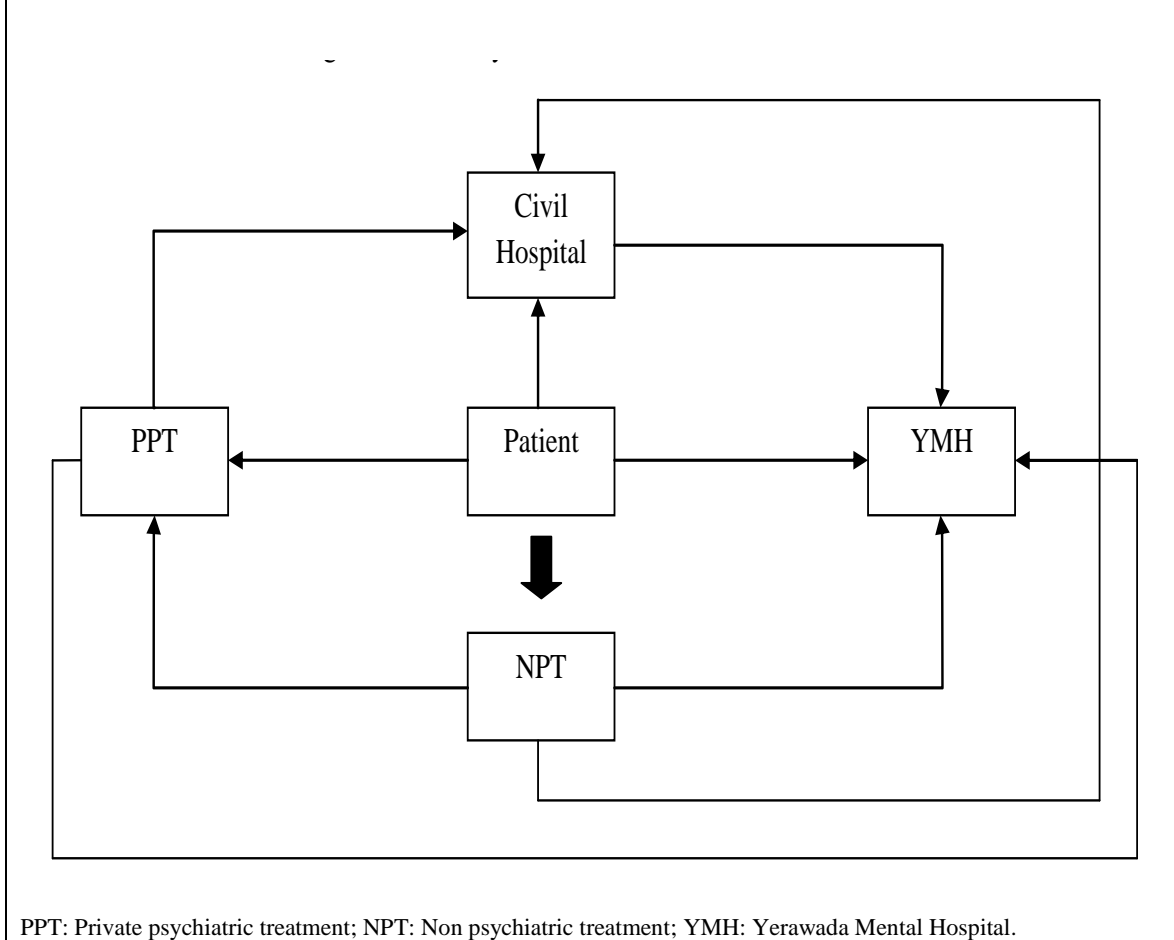 Civil
Hospital
PPT
Patient
YMH
NPT
PPT: Private psychiatric treatment; NPT: Non psychiatric treatment; YMH: Yerawada Mental Hospital.